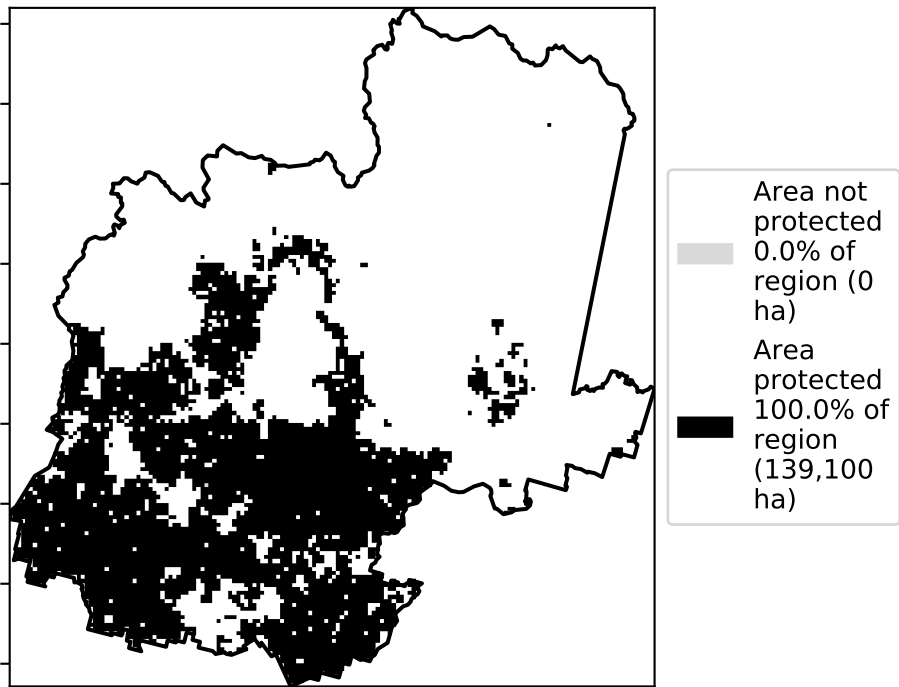 Area not
protected
0.0% of
region (0
ha)
Area
protected
100.0% of
region
(139,100
ha)